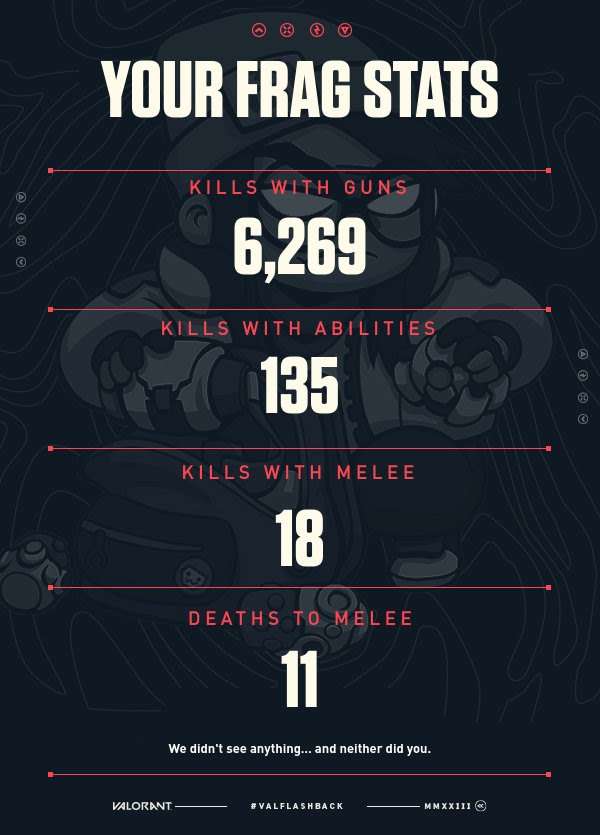 YOUR FRAG STATS
KILLS WITH GUNS
6,269
KILLS WITH ABILITIES
135
KILLS WITH MELEE
18
DEATHS TO MELEE
11
We didn't see anything... and neither did you.
VALORANT #VALFLASHBACK MMXXIII